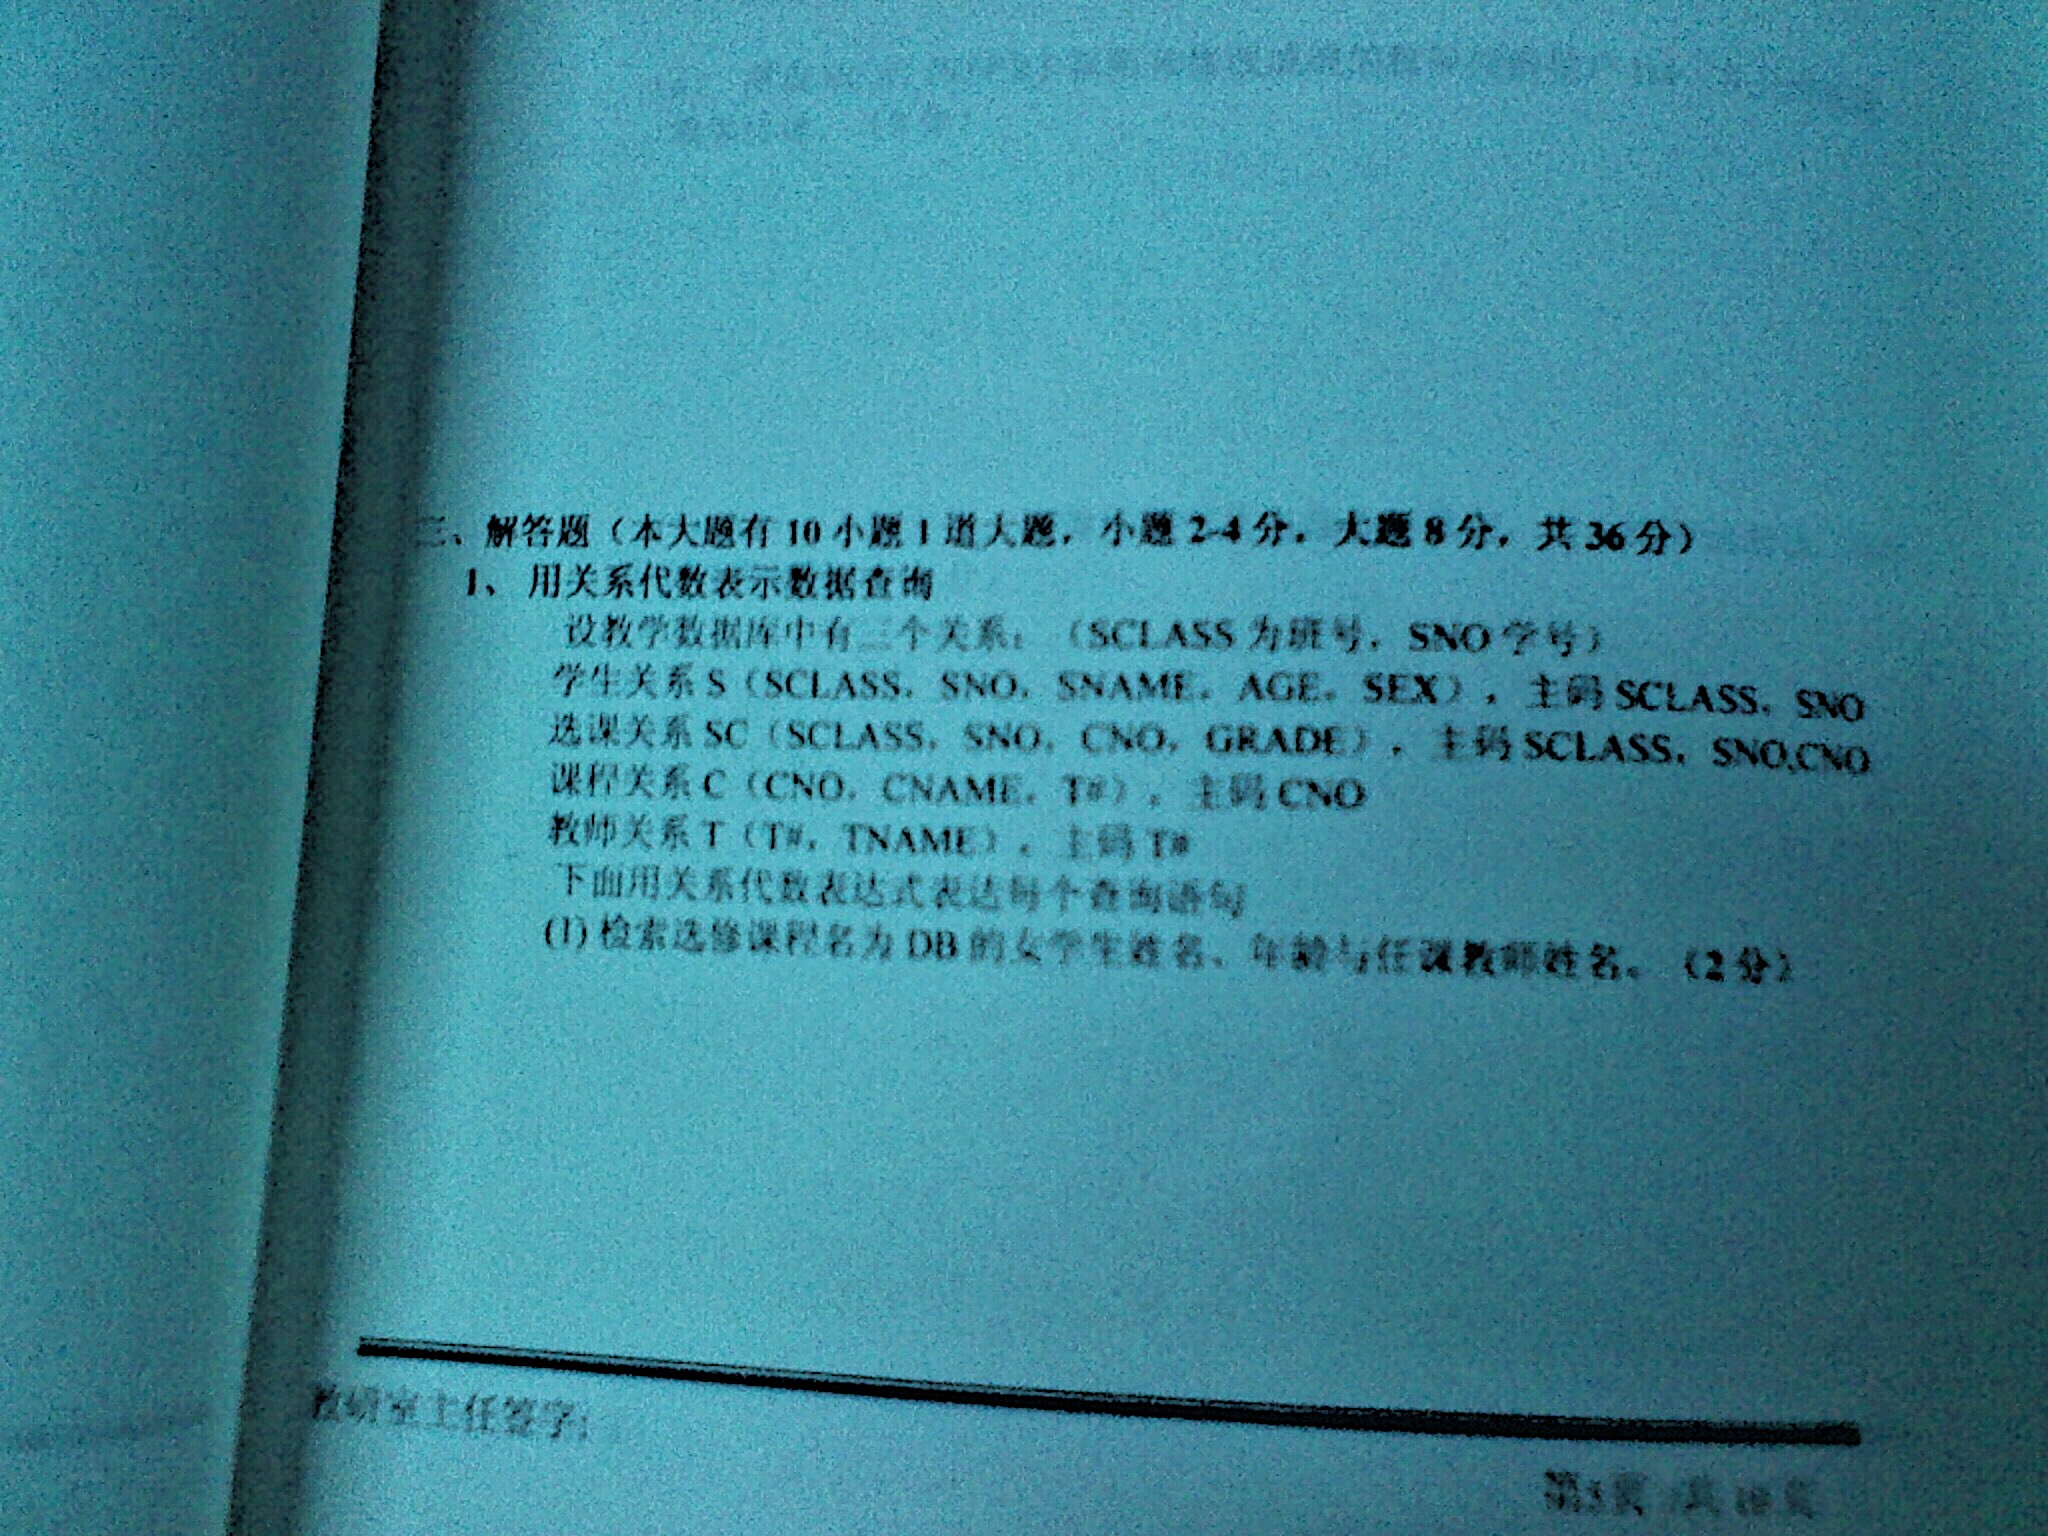 三、解答题（本大题有 10 小题 1 道大题，小题 2-4 分，大题 8 分，共 36 分）
1、用关系代数表示数据查询
设教学数据库中有三个关系：（SCLASS 为班号，SNO 学号）
学生关系 S（SCLASS，SNO，SNAME，AGE，SEX），主码 SCLASS，SNO
选课关系 SC（SCLASS，SNO，CNO，GRADE），主码 SCLASS，SNO,CNO
课程关系 C（CNO，CNAME，T#），主码 CNO
教师关系 T（T#，TNAME），主码 T#
下面用关系代数表达式表达每个查询语句
(1) 检索选修课程名为 DB 的女学生姓名、年龄与任课教师姓名。（2 分）
教研室主任签字：
第5页 共10页